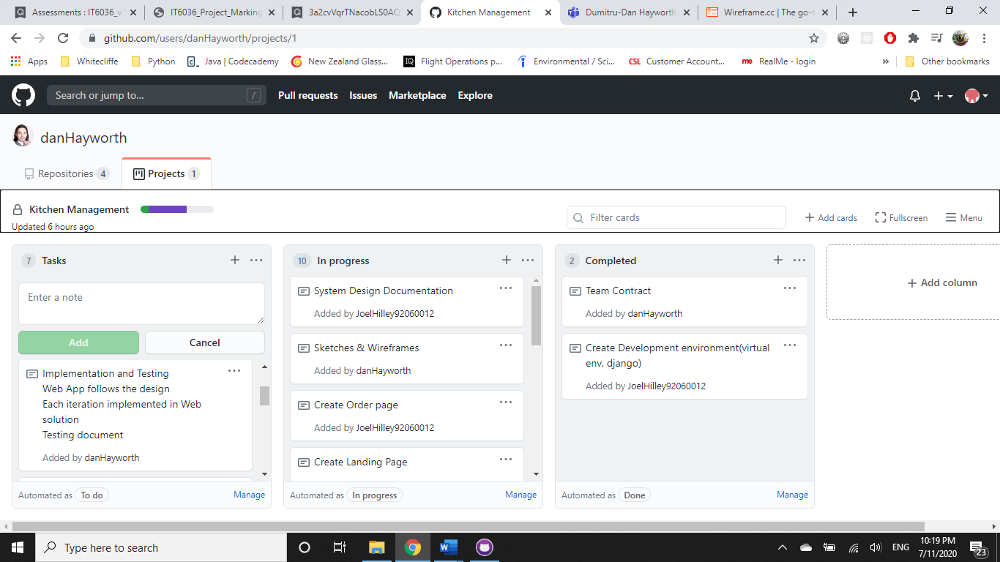 Assessments : IT6036_v
IT6036_Project_Marking
3a2cvVqrTNacobLS0AQ
Kitchen Management
Dumitru-Dan Hayworth
Wireframe.cc | The go-t
github.com/users/danHayworth/projects/1
Apps
Whitecliffe
Python
Java | Codecademy
New Zealand Glass...
IQ
Flight Operations p...
Environmental / Sci...
CSL
Customer Account...
me
RealMe - login
»
Other bookmarks
Search or jump to...
/
Pull requests
Issues
Marketplace
Explore
danHayworth
Repositories 4
Projects 1
Kitchen Management
Updated 6 hours ago
Filter cards
Add cards
Fullscreen
Menu
7 Tasks
Enter a note
Add
Cancel
Implementation and Testing
Web App follows the design
Each iteration implemented in Web
solution
Testing document
Added by danHayworth
Automated as To do
Manage
10 In progress
System Design Documentation
Added by JoelHilley92060012
Sketches & Wireframes
Added by danHayworth
Create Order page
Added by JoelHilley92060012
Create Landing Page
Automated as In progress
Manage
2 Completed
Team Contract
Added by danHayworth
Create Development environment(virtual
env, django)
Added by JoelHilley92060012
Automated as Done
Manage
Add column
Type here to search
ENG
10:19 PM
7/11/2020
23